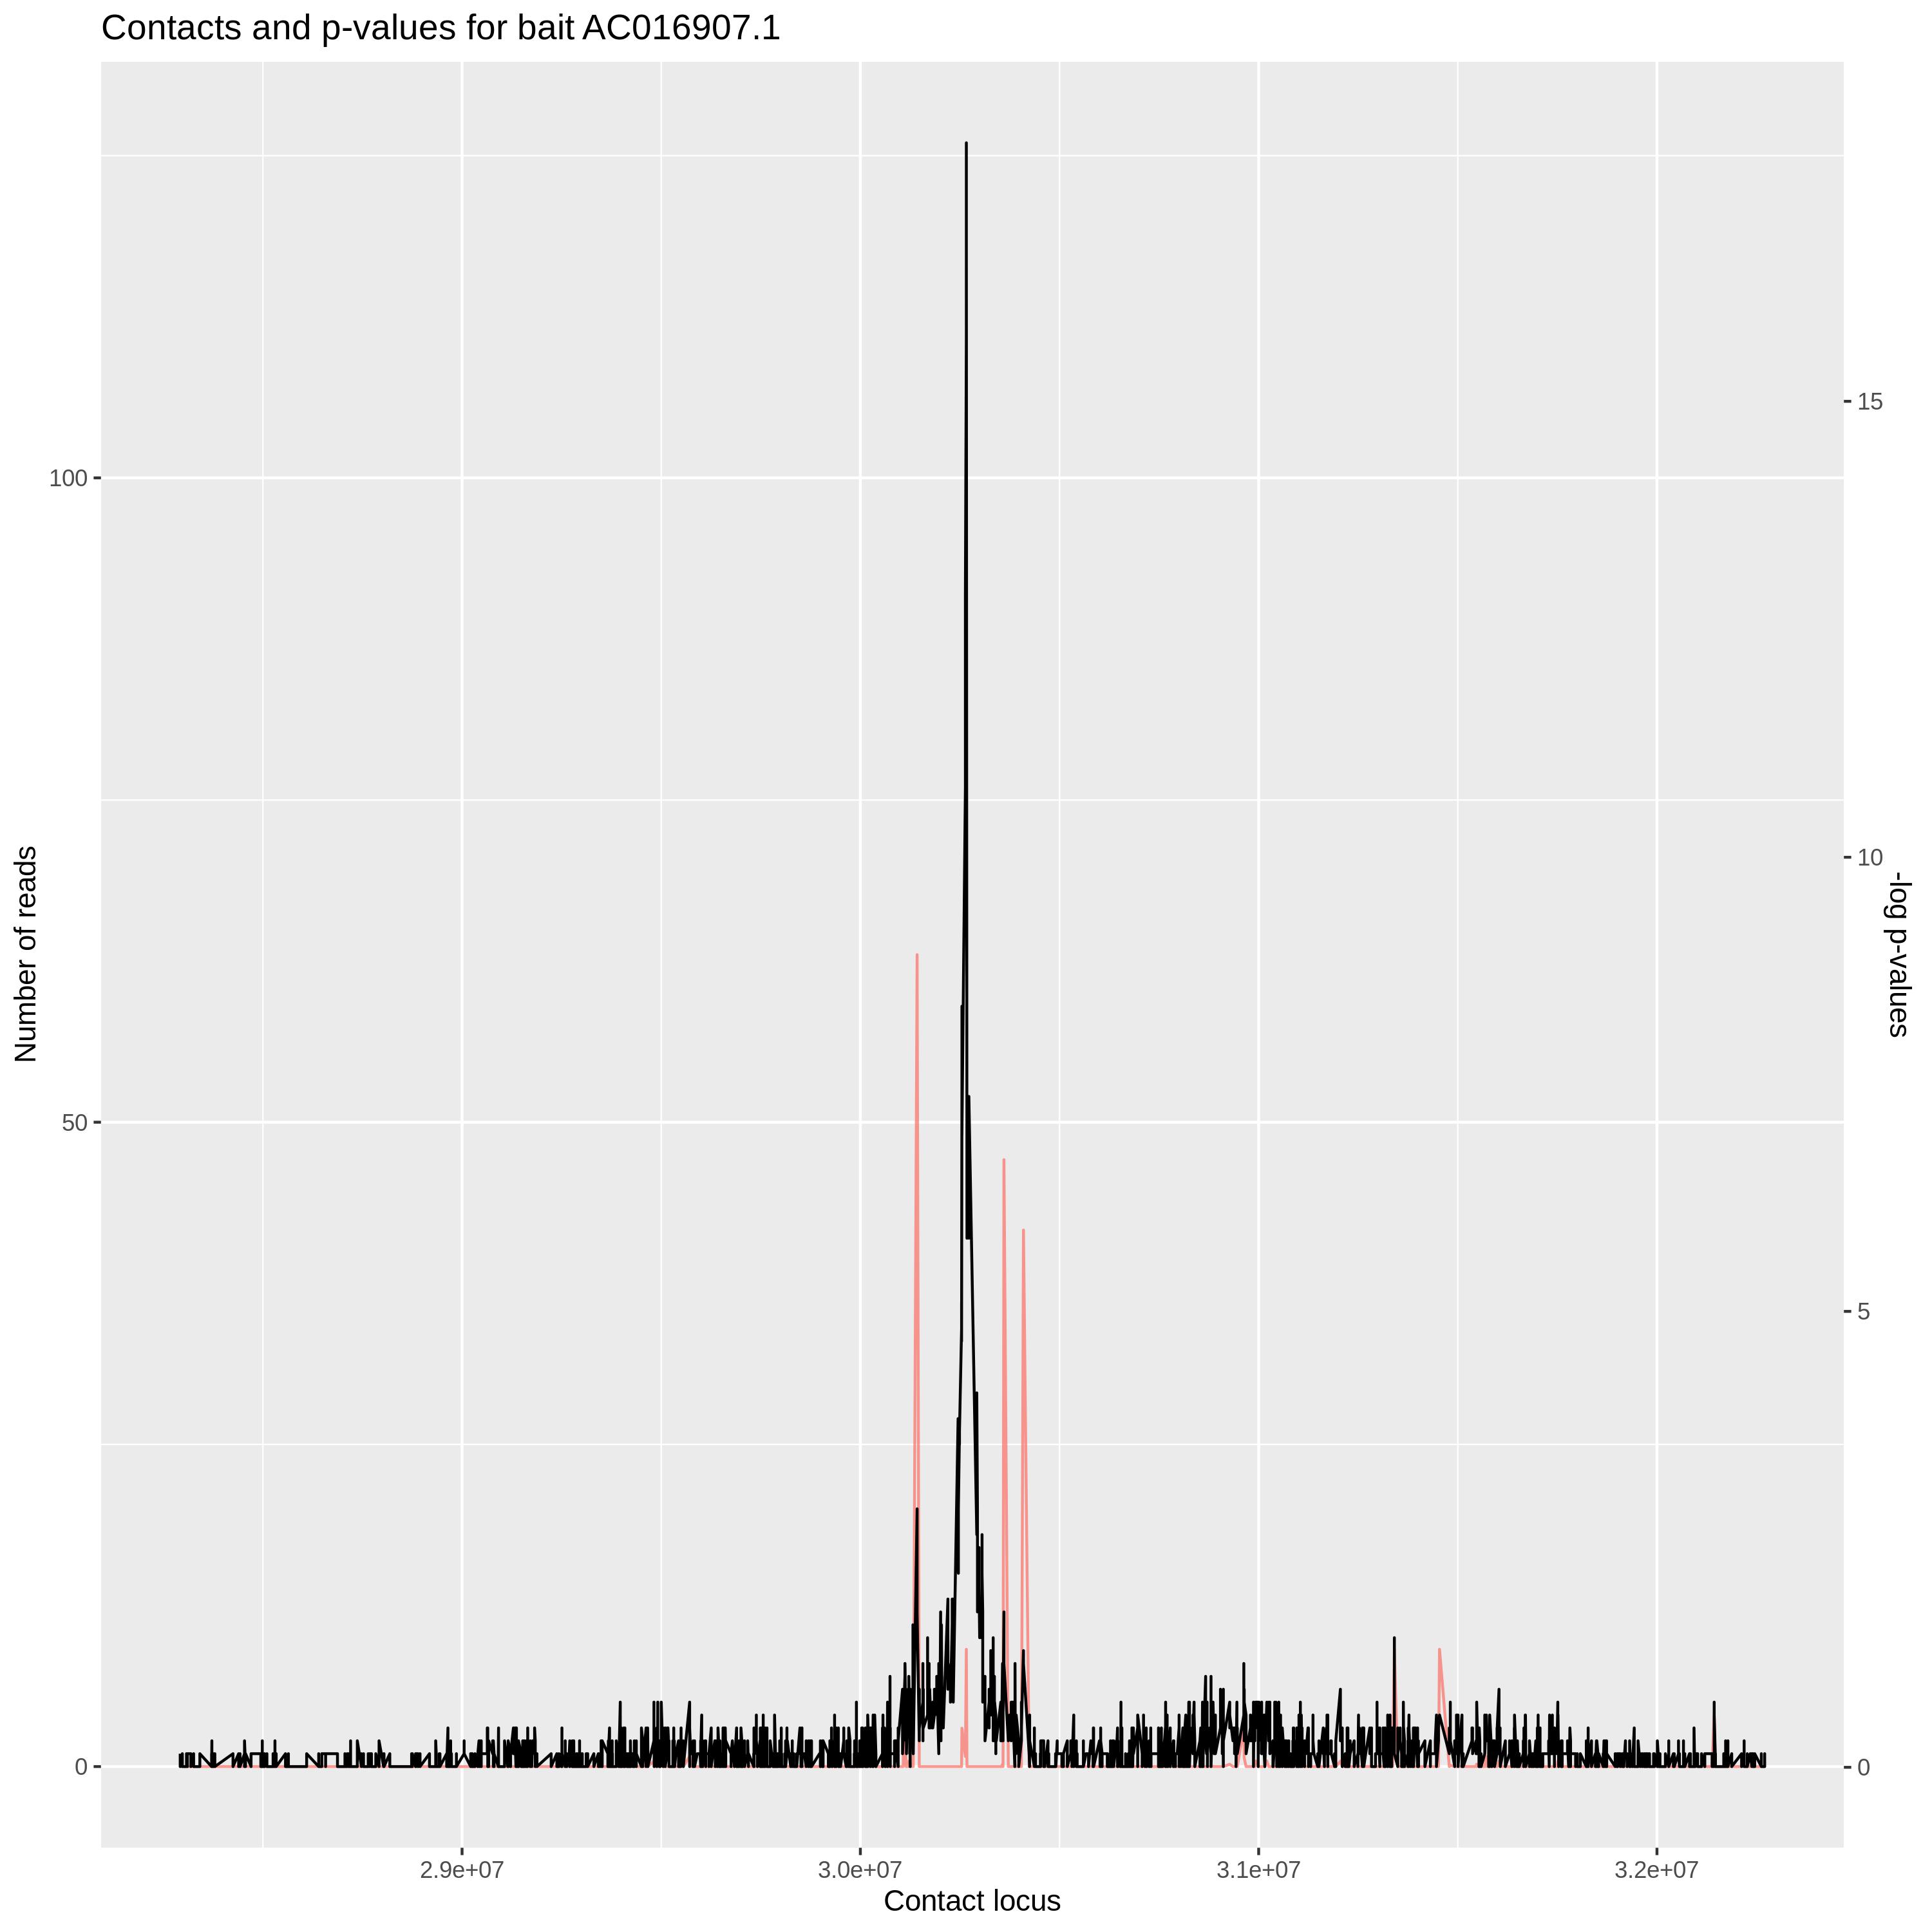 Contacts and p-values for bait AC016907.1
100
50
0
Number of reads
15
10
5
0
-log p-values
2.9e+07
3.0e+07
3.1e+07
3.2e+07
Contact locus